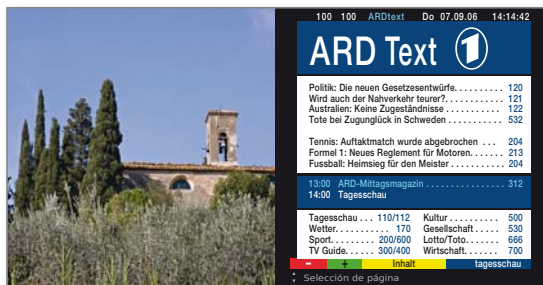 100 100 ARDtext Do 07.09.06 14:14:42
ARD Text 1
Politik: Die neuen Gesetzesentwürfe. . . . . . . . . . 120
Wird auch der Nahverkehr teurer?. . . . . . . . . . . . 121
Australien: Keine Zugeständnisse . . . . . . . . . . . . 122
Tote bei Zugunglück in Schweden . . . . . . . . . . . 532
Tennis: Auftaktmatch wurde abgebrochen . . . 204
Formel 1: Neues Reglement für Motoren. . . . . . . 213
Fussball: Heimsieg für den Meister . . . . . . . . . . . 204
13:00 ARD-Mittagsmagazin . . . . . . . . . . . . . . . . 312
14:00 Tagesschau
Tagesschau . . . 110/112 Kultur . . . . . . . . . . 500
Wetter. . . . . . . . . . . 170 Gesellschaft . . . . . 530
Sport. . . . . . . . . 200/600 Lotto/Toto. . . . . . . 666
TV Guide. . . . . . 300/400 Wirtschaft. . . . . . . 700
- + Inhalt tagesschau
Selección de página